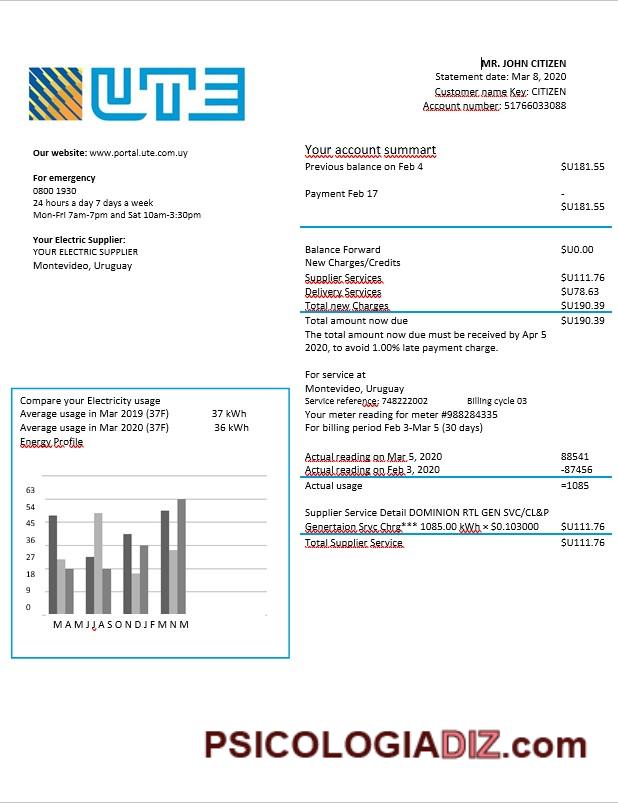 UTE
MR. JOHN CITIZEN
Statement date: Mar 8, 2020
Customer name Key: CITIZEN
Account number: 51766033088
Our website: www.portal.ute.com.uy
For emergency
0800 1930
24 hours a day 7 days a week
Mon-Fri 7am-7pm and Sat 10am-3:30pm
Your Electric Supplier:
YOUR ELECTRIC SUPPLIER
Montevideo, Uruguay
Your account summart
Previous balance on Feb 4 $U181.55
Payment Feb 17 -
$U181.55
Balance Forward $U0.00
New Charges/Credits
Supplier Services $U111.76
Delivery Services $U78.63
Total new Charges $U190.39
Total amount now due $U190.39
The total amount now due must be received by Apr 5
2020, to avoid 1.00% late payment charge.
For service at
Montevideo, Uruguay
Service reference: 748222002 Billing cycle 03
Your meter reading for meter #988284335
For billing period Feb 3-Mar 5 (30 days)
Actual reading on Mar 5, 2020 88541
Actual reading on Feb 3, 2020 -87456
Actual usage =1085
Supplier Service Detail DOMINION RTL GEN SVC/CL&P
Genertaion Srvc Chrg*** 1085.00 kWh × $0.103000 $U111.76
Total Supplier Service $U111.76
Compare your Electricity usage
Average usage in Mar 2019 (37F) 37 kWh
Average usage in Mar 2020 (37F) 36 kWh
Energy Profile
63
54
45
36
27
18
9
0
M A M J J A S O N D J F M N M
PSICOLOGIADIZ.com